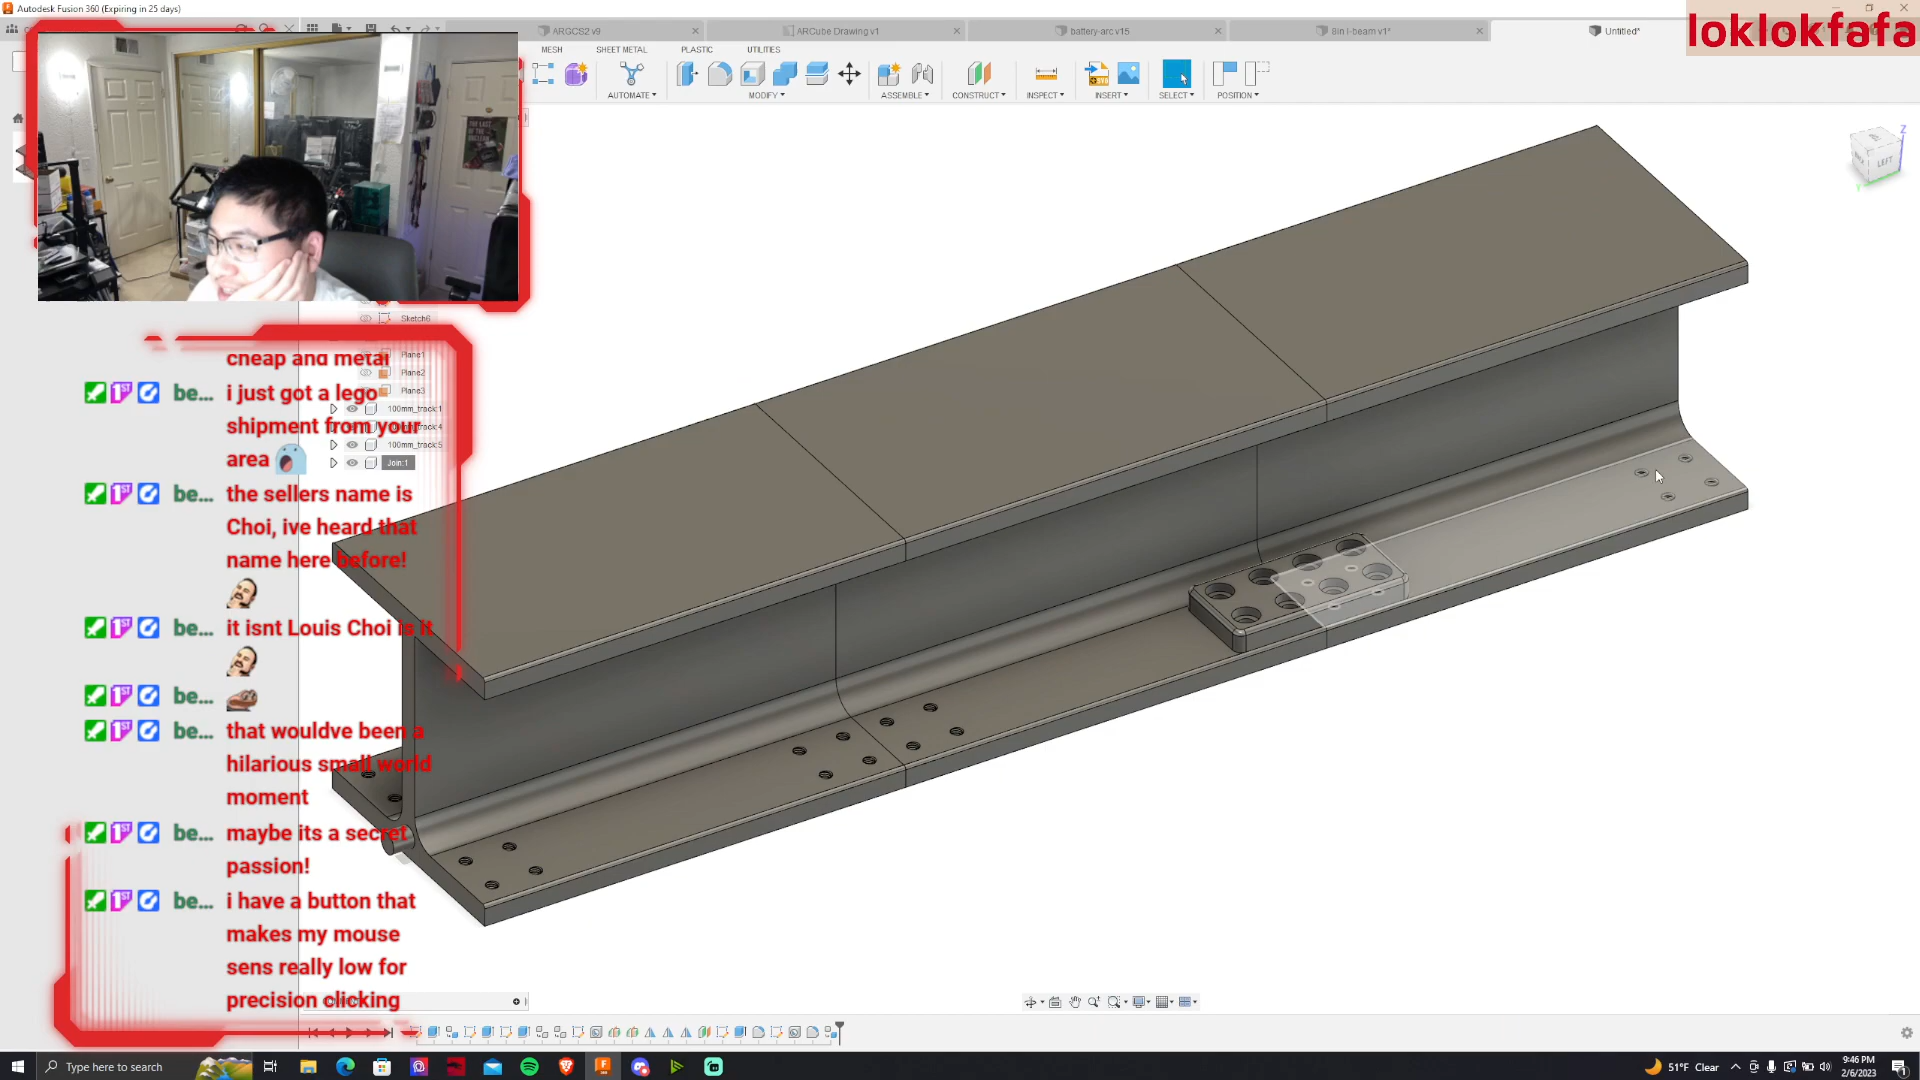 Autodesk Fusion 360 (Expiring in 25 days)
loklokfafa
ARGCS2 v9
ARCube Drawing v1
battery-arc v15
8in I-beam v1*
Untitled*
MESH
SHEET METAL
PLASTIC
UTILITIES
AUTOMATE
MODIFY
ASSEMBLE
CONSTRUCT
INSPECT
INSERT
SELECT
POSITION
Z
LEFT
Y
Sketch6
Plane1
Plane2
Plane3
100mm_track:1
100mm_track:4
100mm_track:5
Join:1
cheap and metal
be... i just got a lego
shipment from your
area
be... the sellers name is
Choi, ive heard that
name here before!
be... it isnt Louis Choi is it
be...
be... that wouldve been a
hilarious small world
moment
be... maybe its a secret
passion!
be... i have a button that
makes my mouse
sens really low for
precision clicking
Type here to search
51°F Clear
9:46 PM
2/6/2023